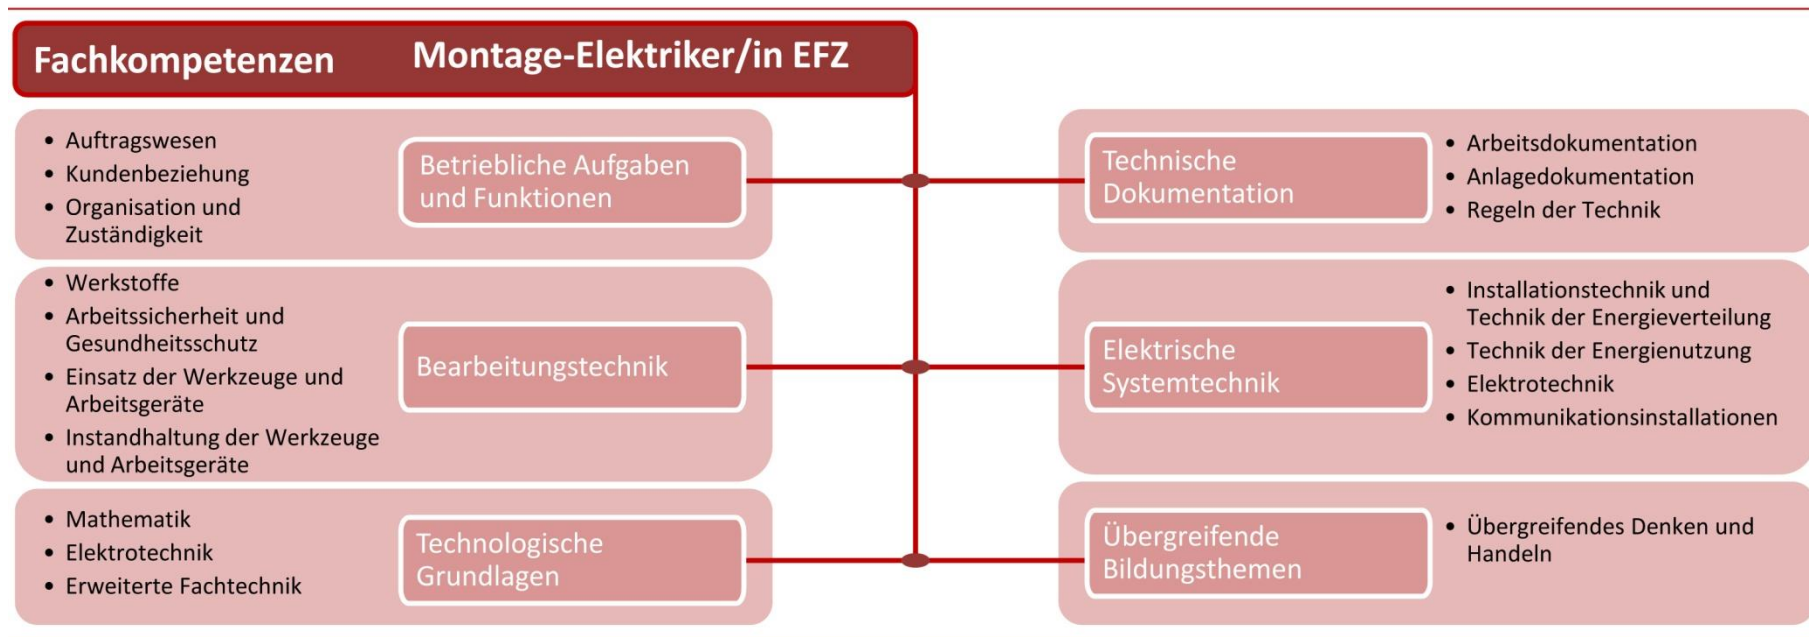 Fachkompetenzen Montage-Elektriker/in EFZ
• Auftragswesen
• Kundenbeziehung
• Organisation und
Zuständigkeit
Betriebliche Aufgaben
und Funktionen
Technische
Dokumentation
• Arbeitsdokumentation
• Anlagedokumentation
• Regeln der Technik
• Werkstoffe
• Arbeitssicherheit und
Gesundheitsschutz
• Einsatz der Werkzeuge und
Arbeitsgeräte
• Instandhaltung der Werkzeuge
und Arbeitsgeräte
Bearbeitungstechnik
Elektrische
Systemtechnik
• Installationstechnik und
Technik der Energieverteilung
• Technik der Energienutzung
• Elektrotechnik
• Kommunikationsinstallationen
• Mathematik
• Elektrotechnik
• Erweiterte Fachtechnik
Technologische
Grundlagen
Übergreifende
Bildungsthemen
• Übergreifendes Denken und
Handeln